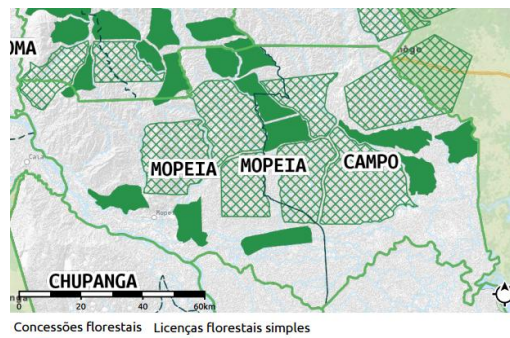 OMA
MOPEIA MOPEIA CAMPO
CHUPANGA
0 20 40 60km
Concessões florestais Licenças florestais simples